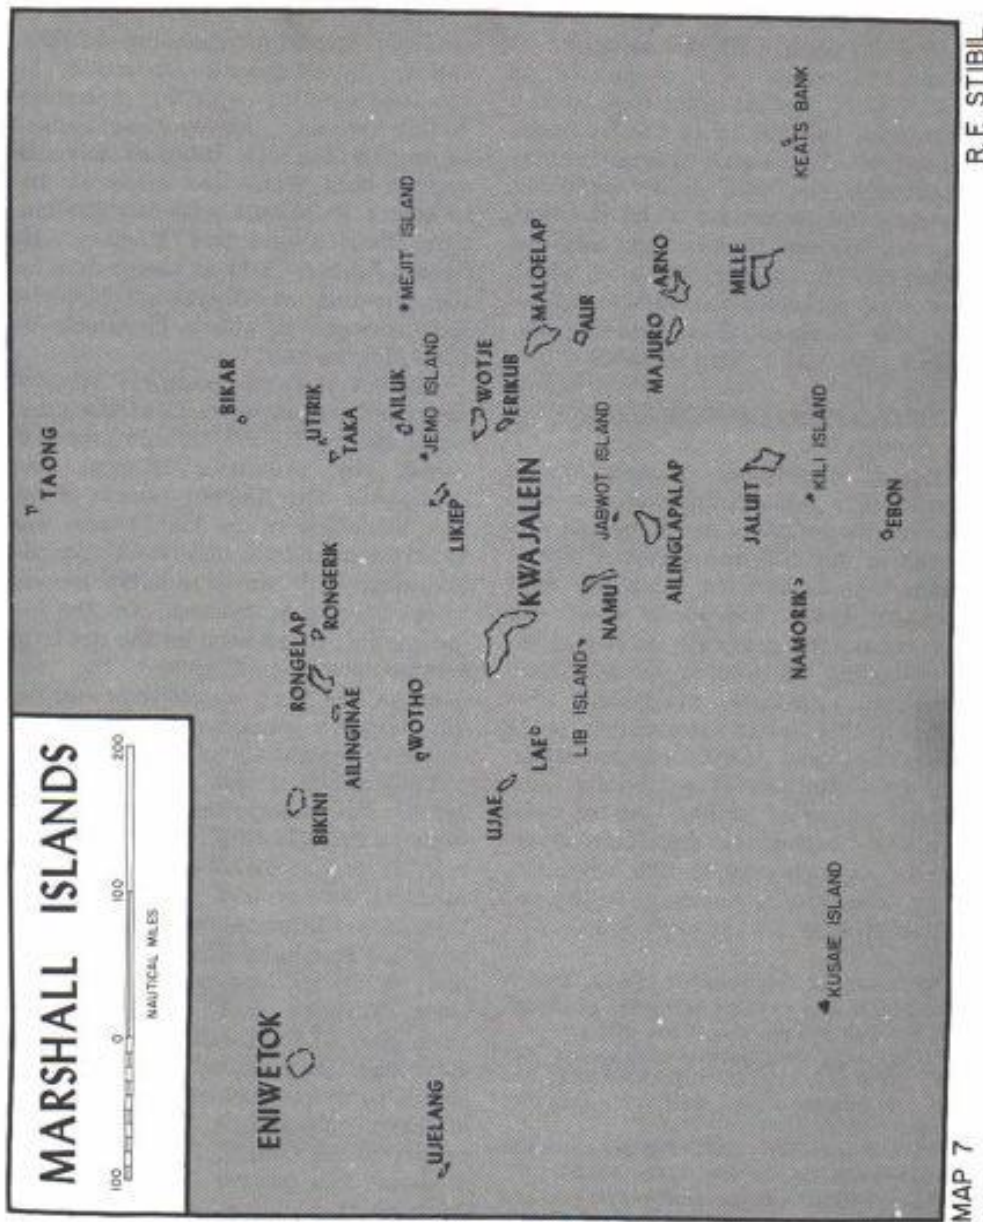 MARSHALL ISLANDS
100 0 100 200
NAUTICAL MILES
TAONG
BIKAR
ENIWETOK
RONGELAP
UTIRIK
BIKINI
RONGERIK
AILINGINAE
TAKA
AILUK
MEJIT ISLAND
WOTHO
JEMO ISLAND
UJELANG
LIKIEP
WOTJE
UJAE
ERIKUB
KWAJALEIN
LAE
MALOELAP
LIB ISLAND
AUR
JABWOT ISLAND
NAMU
MAJURO
ARNO
AILINGLAPALAP
MILLE
JALUIT
NAMORIK
KEATS BANK
KILI ISLAND
KUSAIE ISLAND
EBON
MAP 7
R.F. STIBIL